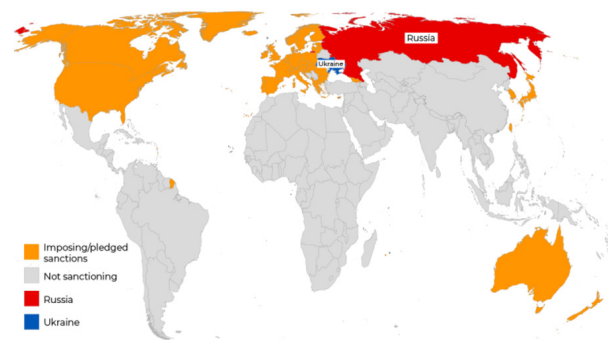 Russia
Ukraine
Imposing/pledged
sanctions
Not sanctioning
Russia
Ukraine